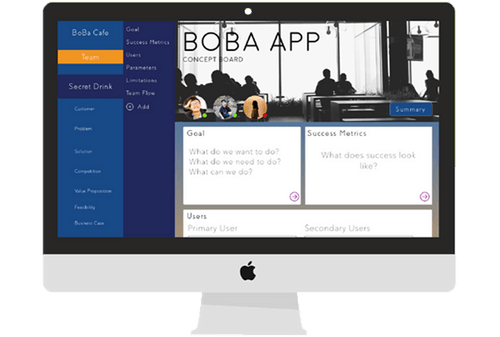 BoBa Cafe
Team
Secret Drink
Customer
Problem
Solution
Competition
Value Proposition
Feasibility
Business Case
Goal
Success Metrics
Users
Parameters
Limitations
Team Flow
Add
BOBA APP
CONCEPT BOARD
Summary
Goal
What do we want to do?
What do we need to do?
What can we do?
Success Metrics
What does success look
like?
Users
Primary User
Secondary Users